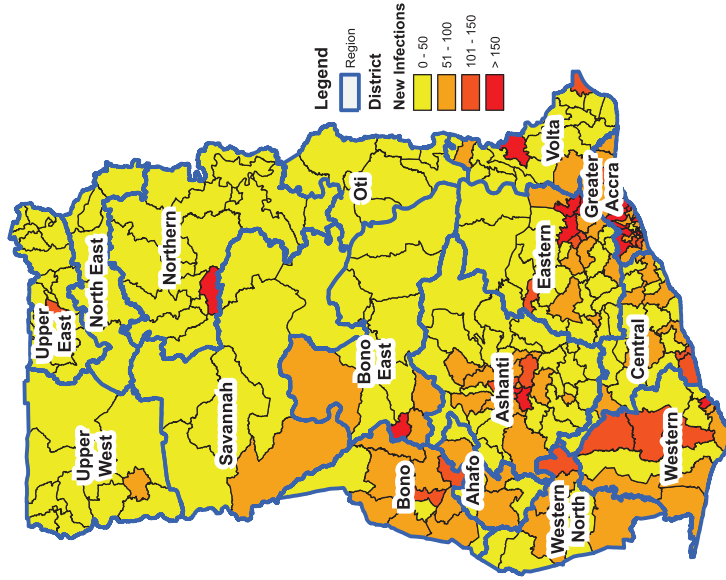 Legend
Region
District
New Infections
0 - 50
51 - 100
101 - 150
> 150
Upper
West
Upper
East
North East
Northern
Savannah
Oti
Bono
East
Bono
Ahafo
Ashanti
Eastern
Volta
Greater
Accra
Central
Western
North
Western